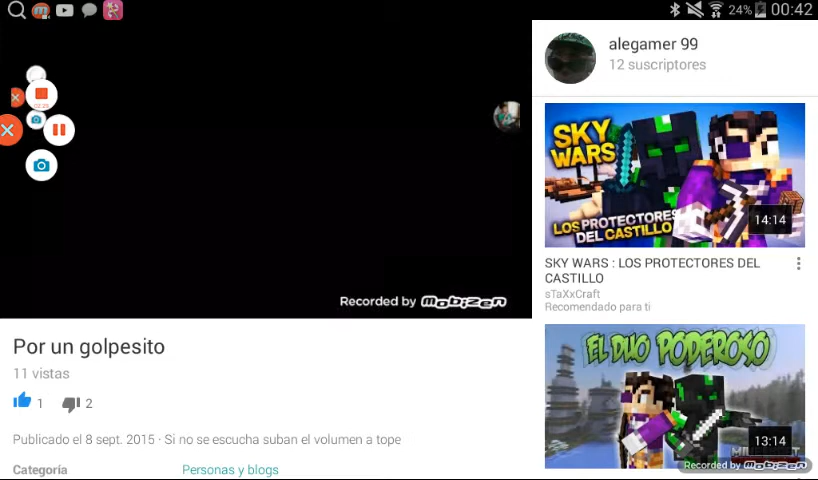 24% 00:42
alegamer 99
12 suscriptores
02:29
SKY
WARS
LOS PROTECTORES
DEL CASTILLO
14:14
SKY WARS : LOS PROTECTORES DEL
CASTILLO
sTaXxCraft
Recomendado para ti
Recorded by MOBIZEN
Por un golpesito
11 vistas
1 2
EL DUO PODEROSO
13:14
Publicado el 8 sept. 2015 · Si no se escucha suban el volumen a tope
Categoría Personas y blogs
Recorded by MOBIZEN